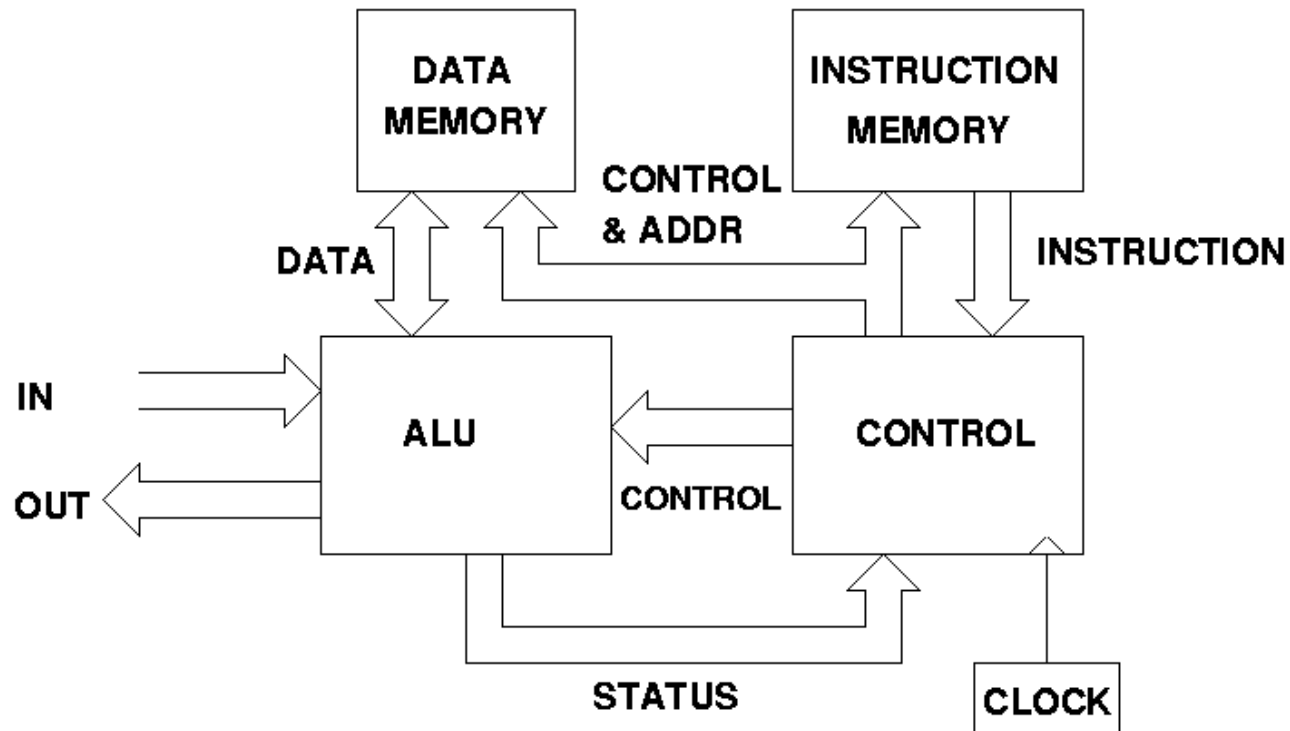 DATA
MEMORY
INSTRUCTION
MEMORY
CONTROL
& ADDR
DATA
INSTRUCTION
IN
ALU
CONTROL
OUT
CONTROL
STATUS
CLOCK